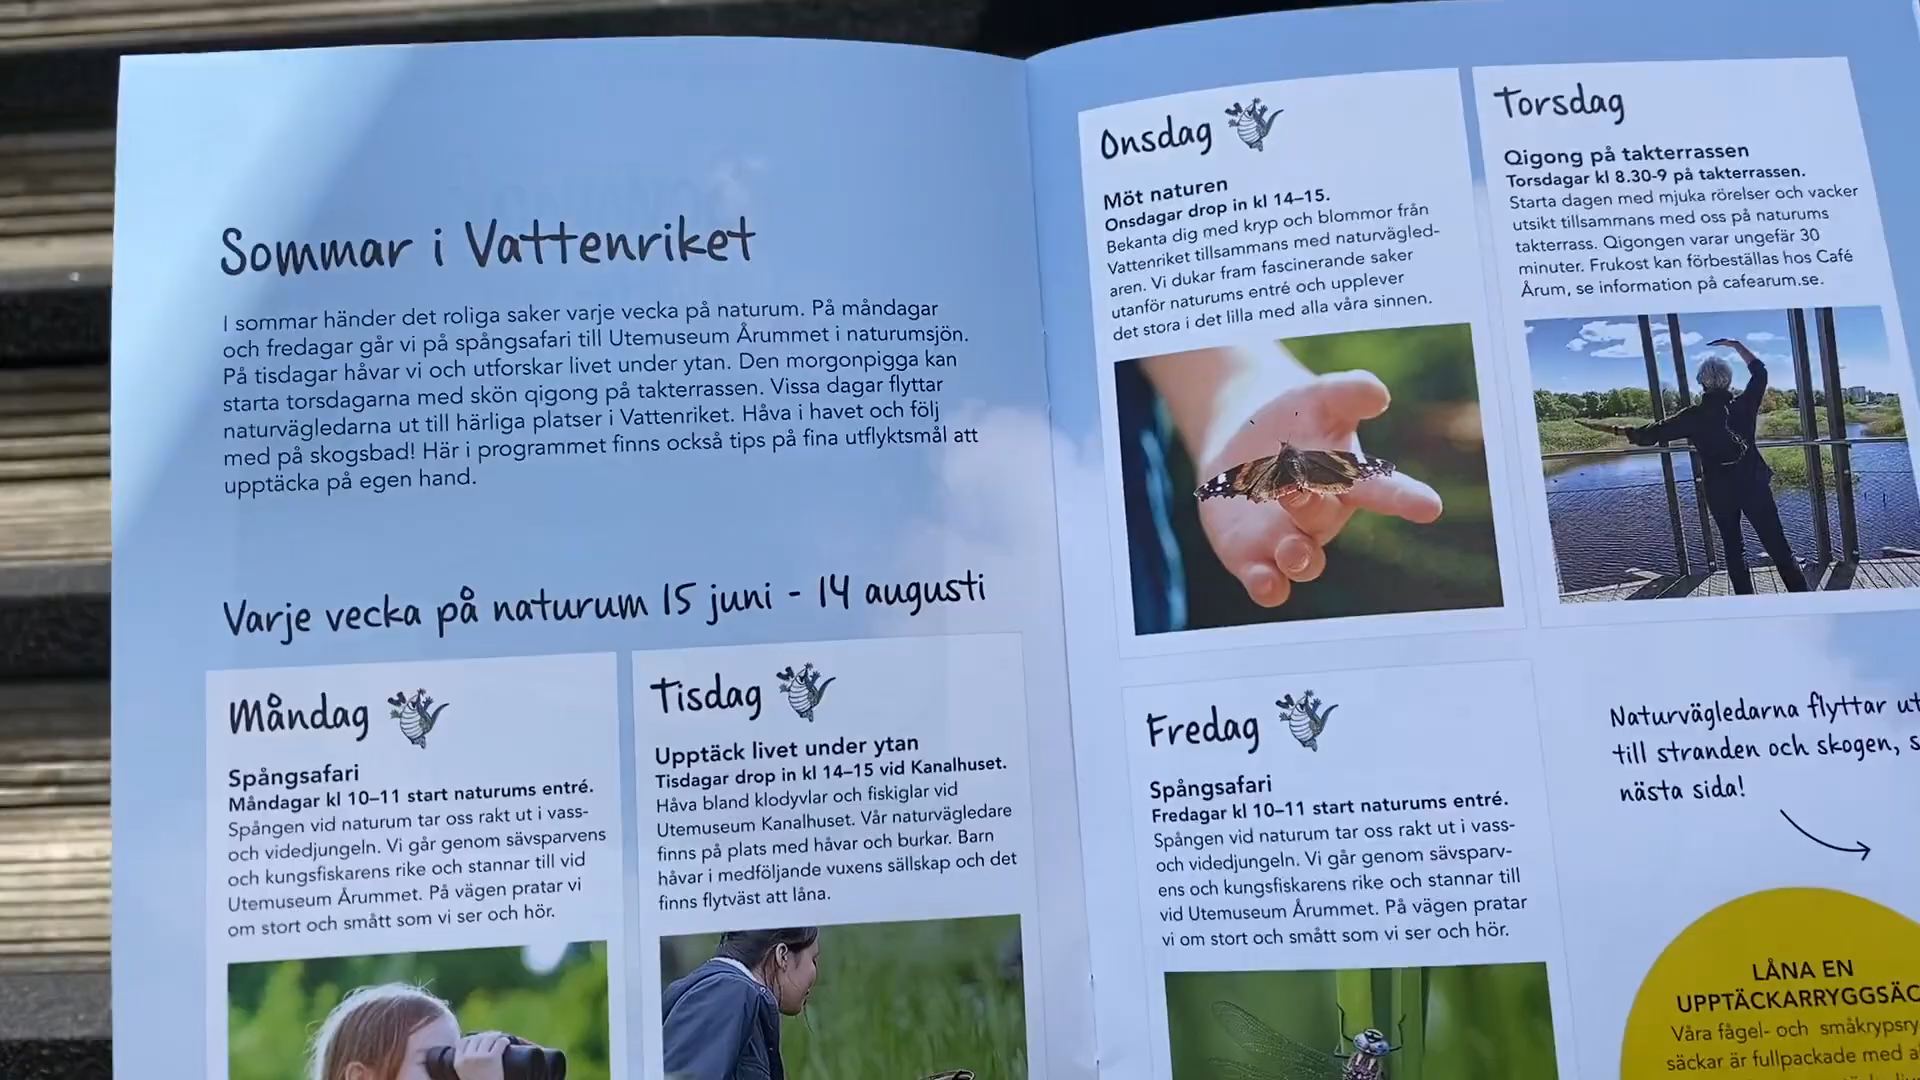 Sommar i Vattenriket
I sommar händer det roliga saker varje vecka på naturum. På måndagar
och fredagar går vi på spångsafari till Utemuseum Årummet i naturumsjön.
På tisdagar håvar vi och utforskar livet under ytan. Den morgonpigga kan
starta torsdagarna med skön qigong på takterrassen. Vissa dagar flyttar
naturvägledarna ut till härliga platser i Vattenriket. Håva i havet och följ
med på skogsbad! Här i programmet finns också tips på fina utflyktsmål att
upptäcka på egen hand.
Varje vecka på naturum 15 juni - 14 augusti
Måndag
Spångsafari
Måndagar kl 10–11 start naturums entré.
Spången vid naturum tar oss rakt ut i vass-
och videdjungeln. Vi går genom sävsparvens
och kungsfiskarens rike och stannar till vid
Utemuseum Årummet. På vägen pratar vi
om stort och smått som vi ser och hör.
Tisdag
Upptäck livet under ytan
Tisdagar drop in kl 14–15 vid Kanalhuset.
Håva bland klodyvlar och fiskiglar vid
Utemuseum Kanalhuset. Vår naturvägledare
finns på plats med håvar och burkar. Barn
håvar i medföljande vuxens sällskap och det
finns flytväst att låna.
Onsdag
Möt naturen
Onsdagar drop in kl 14–15.
Bekanta dig med kryp och blommor från
Vattenriket tillsammans med naturvägled-
aren. Vi dukar fram fascinerande saker
utanför naturums entré och upplever
det stora i det lilla med alla våra sinnen.
Torsdag
Qigong på takterrassen
Torsdagar kl 8.30-9 på takterrassen.
Starta dagen med mjuka rörelser och vacker
utsikt tillsammans med oss på naturums
takterrass. Qigongen varar ungefär 30
minuter. Frukost kan förbeställas hos Café
Årum, se information på cafearum.se.
Fredag
Spångsafari
Fredagar kl 10–11 start naturums entré.
Spången vid naturum tar oss rakt ut i vass-
och videdjungeln. Vi går genom sävsparv-
ens och kungsfiskarens rike och stannar till
vid Utemuseum Årummet. På vägen pratar
vi om stort och smått som vi ser och hör.
Naturvägledarna flyttar ut
till stranden och skogen,
nästa sida!
LÅNA EN
UPPTÄCKARRYGGSÄC
Våra fågel- och småkrypsry
säckar är fullpackade med